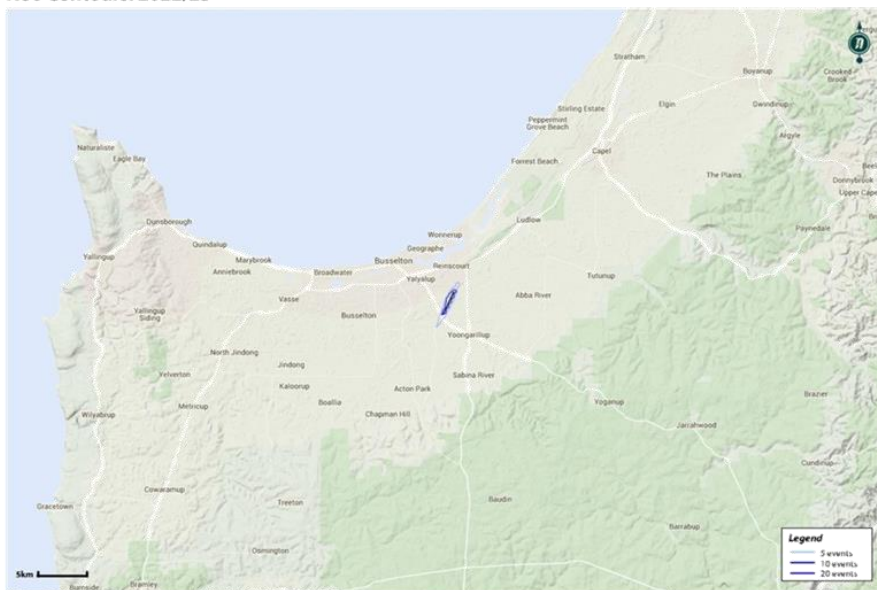 Stratham
Boyanup
Crooked
Brook
Stirling Estate
Elgin
Gwindinup
Peppermint
Grove Beach
Argyle
Naturaliste
Eagle Bay
Capel
Forrest Beach
The Plains
Donnybrook
Upper Cape
Dunsborough
Ludlow
Paynedale
Quindalup
Wonnerup
Geographe
Yallingup
Marybrook
Busselton
Reinscourt
Anniebrook
Broadwater
Yalyalup
Tutunup
Vasse
Abba River
Yallingup
Siding
Busselton
Yoongarillup
North Jindong
Jindong
Yelverton
Sabina River
Kaloorup
Acton Park
Brazier
Metricup
Boallia
Yoganup
Wilyabrup
Chapman Hill
Jarrahwood
Cundinup
Cowaramup
Gracetown
Treeton
Baudin
Barrabup
Osmington
Legend
5 events
10 events
20 events
5km
Bramley
Burnside